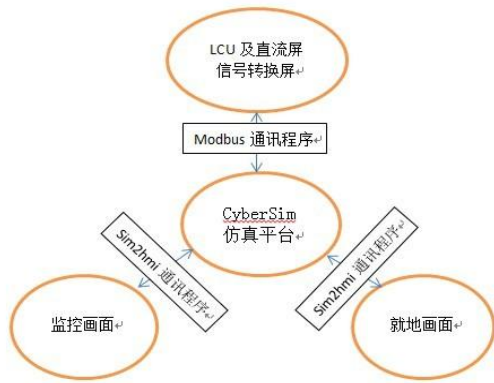 LCU 及直流屏
信号转换屏↵
Modbus 通讯程序↵
CyberSim
仿真平台↵
Sim2hmi 通讯程序↵
Sim2hmi 通讯程序↵
监控画面↵
就地画面↵